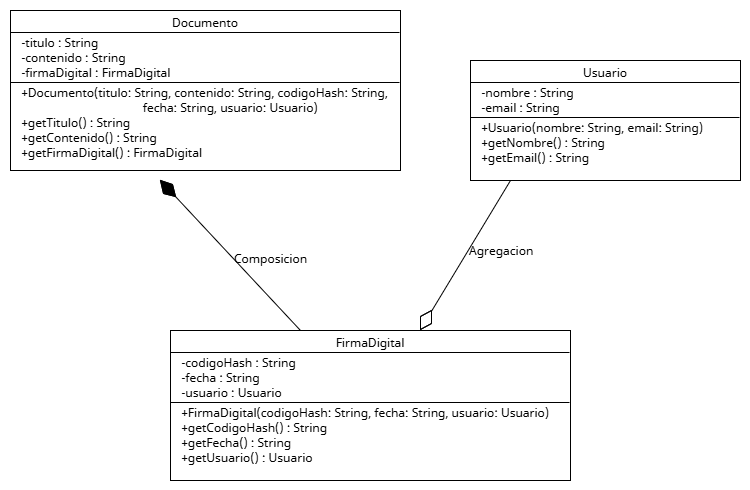 Documento
-titulo : String
-contenido : String
-firmaDigital : FirmaDigital
+Documento(titulo: String, contenido: String, codigoHash: String,
fecha: String, usuario: Usuario)
+getTitulo() : String
+getContenido() : String
+getFirmaDigital() : FirmaDigital
Usuario
-nombre : String
-email : String
+Usuario(nombre: String, email: String)
+getNombre() : String
+getEmail() : String
Composicion
Agregacion
FirmaDigital
-codigoHash : String
-fecha : String
-usuario : Usuario
+FirmaDigital(codigoHash: String, fecha: String, usuario: Usuario)
+getCodigoHash() : String
+getFecha() : String
+getUsuario() : Usuario